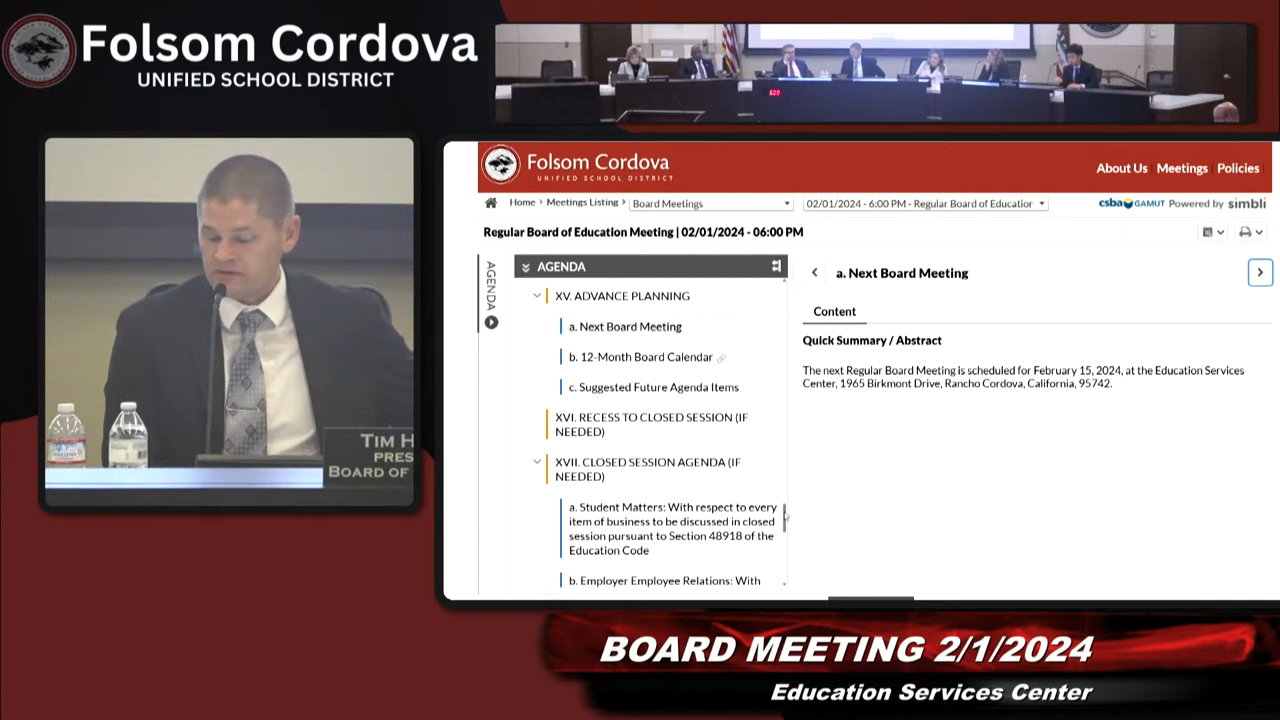 Folsom Cordova
UNIFIED SCHOOL DISTRICT
TIM H
PRES
BOARD OF
Folsom Cordova
UNIFIED SCHOOL DISTRICT
About Us Meetings Policies
Home > Meetings Listing > Board Meetings 02/01/2024 - 6:00 PM - Regular Board of Education csba GAMUT Powered by simbli
Regular Board of Education Meeting | 02/01/2024 - 06:00 PM
AGENDA
AGENDA
XV. ADVANCE PLANNING
a. Next Board Meeting
b. 12-Month Board Calendar
c. Suggested Future Agenda Items
XVI. RECESS TO CLOSED SESSION (IF
NEEDED)
XVII. CLOSED SESSION AGENDA (IF
NEEDED)
a. Student Matters: With respect to every
item of business to be discussed in closed
session pursuant to Section 48918 of the
Education Code
b. Employer Employee Relations: With
a. Next Board Meeting
Content
Quick Summary / Abstract
The next Regular Board Meeting is scheduled for February 15, 2024, at the Education Services
Center, 1965 Birkmont Drive, Rancho Cordova, California, 95742.
BOARD MEETING 2/1/2024
Education Services Center